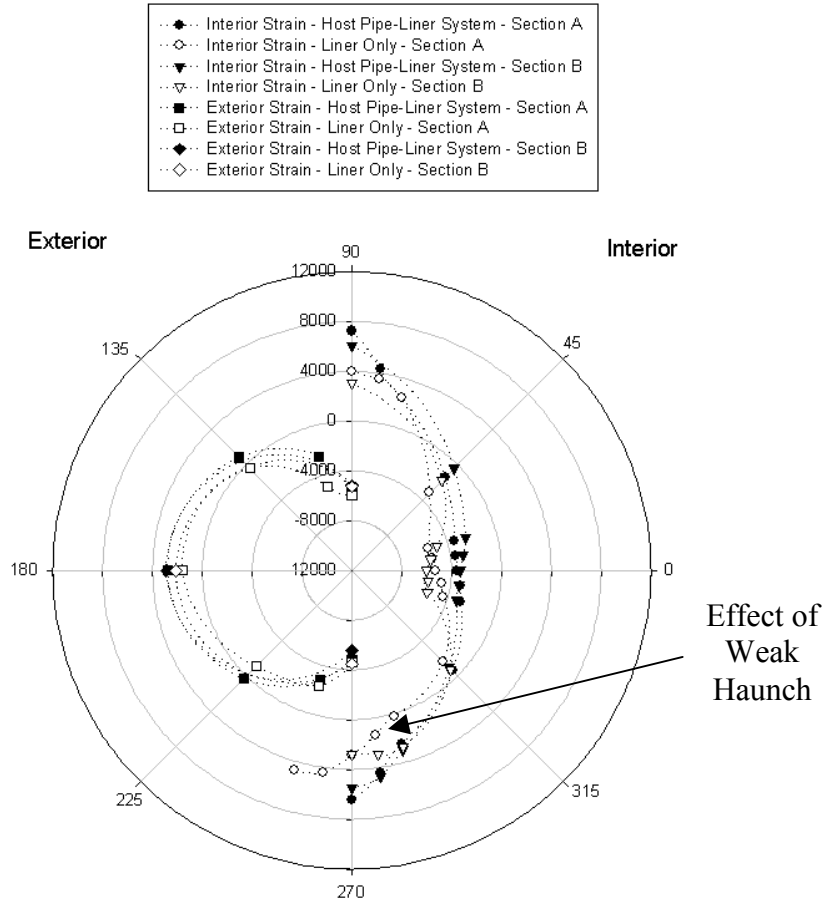 Interior Strain - Host Pipe-Liner System - Section A
Interior Strain - Liner Only - Section A
Interior Strain - Host Pipe-Liner System - Section B
Interior Strain - Liner Only - Section B
Exterior Strain - Host Pipe-Liner System - Section A
Exterior Strain - Liner Only - Section A
Exterior Strain - Host Pipe-Liner System - Section B
Exterior Strain - Liner Only - Section B
Exterior
Interior
90
12000
8000
135
45
4000
0
4000
-8000
180
12000
0
Effect of
Weak
Haunch
225
315
270